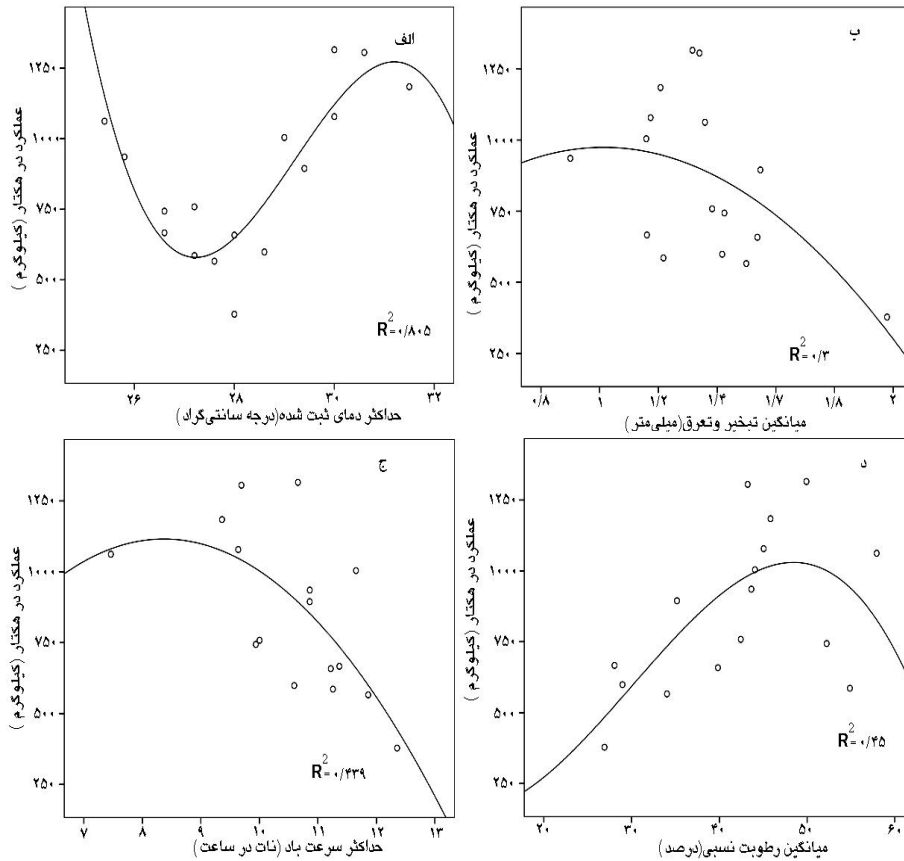 الف
عملکرد در هکتار (کیلوگرم)
۱۲۵۰
۱۰۰۰
۷۵۰
۵۰۰
۲۵۰
R²=۰/۸۰۵
۲۶ ۲۸ ۳۰ ۳۲
حداکثر دمای ثبت شده(درجه سانتی‌گراد)
ب
عملکرد در هکتار (کیلوگرم)
۱۲۵۰
۱۰۰۰
۷۵۰
۵۰۰
۲۵۰
R²=۰/۳
۰/۸ ۱ ۱/۲ ۱/۴ ۱/۷ ۱/۸ ۲
میانگین تبخیر وتعرق(میلی‌متر)
ج
عملکرد در هکتار (کیلوگرم)
۱۲۵۰
۱۰۰۰
۷۵۰
۵۰۰
۲۵۰
R²=۰/۴۳۹
۷ ۸ ۹ ۱۰ ۱۱ ۱۲ ۱۳
حداکثر سرعت باد (نات در ساعت)
د
عملکرد در هکتار (کیلوگرم)
۱۲۵۰
۱۰۰۰
۷۵۰
۵۰۰
۲۵۰
R²=۰/۴۵
۲۰ ۳۰ ۴۰ ۵۰ ۶۰
میانگین رطوبت نسبی(درصد)